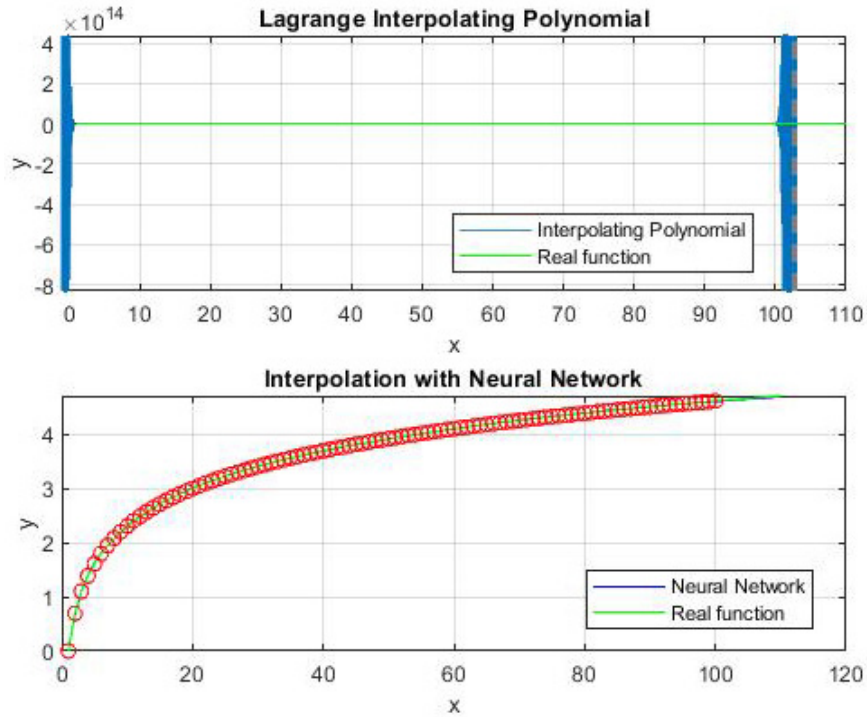 Lagrange Interpolating Polynomial
×10^14
4
2
0
-2
-4
-6
-8
y
Interpolating Polynomial
Real function
0 10 20 30 40 50 60 70 80 90 100 110
x
Interpolation with Neural Network
4
3
2
1
0
y
Neural Network
Real function
0 20 40 60 80 100 120
x